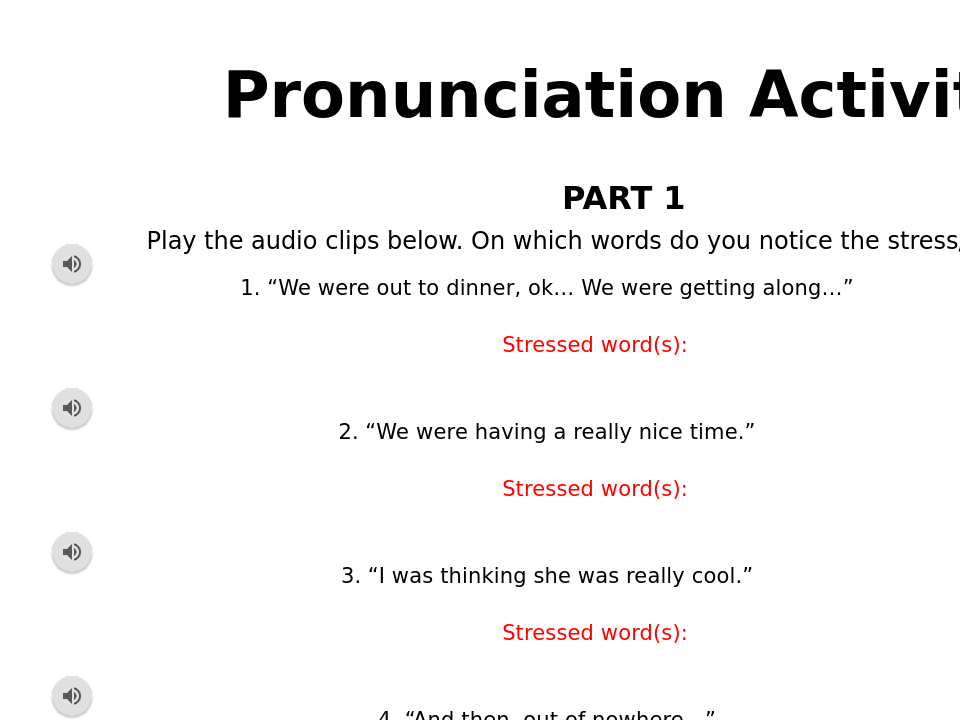 Pronunciation Activit
PART 1
Play the audio clips below. On which words do you notice the stress,
1. “We were out to dinner, ok… We were getting along…”
Stressed word(s):
2. “We were having a really nice time.”
Stressed word(s):
3. “I was thinking she was really cool.”
Stressed word(s):
4. “And then, out of nowhere…”